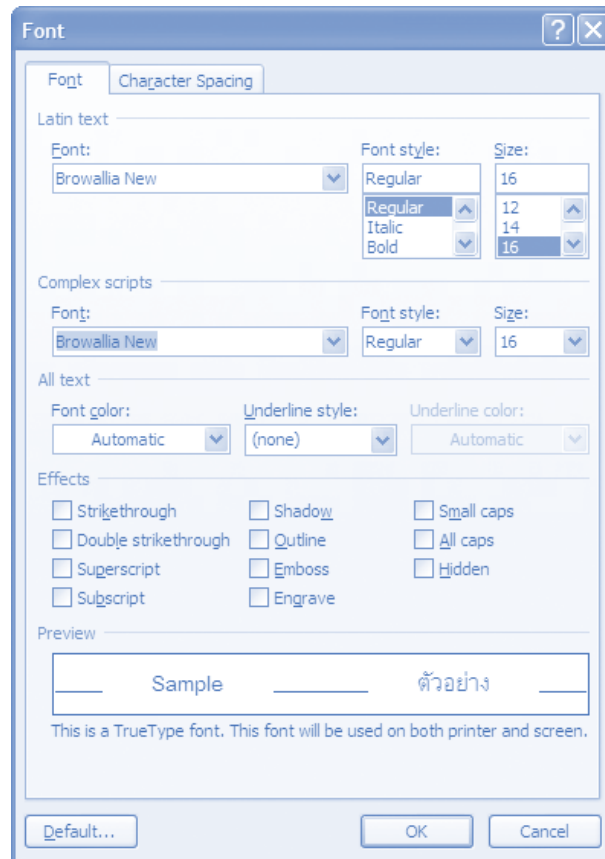 Font
Font Character Spacing
Latin text
Font: Font style: Size:
Browallia New Regular 16
Regular 12
Italic 14
Bold 16
Complex scripts
Font: Font style: Size:
Browallia New Regular 16
All text
Font color: Underline style: Underline color:
Automatic (none) Automatic
Effects
Strikethrough Shadow Small caps
Double strikethrough Outline All caps
Superscript Emboss Hidden
Subscript Engrave
Preview
Sample ตัวอย่าง
This is a TrueType font. This font will be used on both printer and screen.
Default... OK Cancel